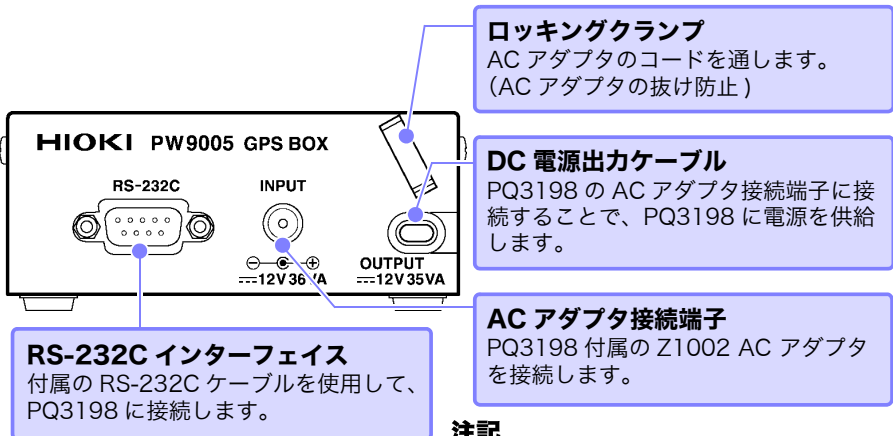 ロッキングクランプ
AC アダプタのコードを通します。
（AC アダプタの抜け防止 )
HIOKI PW9005 GPS BOX
RS-232C
INPUT
12V 36VA
OUTPUT
12V 35VA
DC 電源出力ケーブル
PQ3198 の AC アダプタ接続端子に接
続することで、PQ3198 に電源を供給
します。
AC アダプタ接続端子
PQ3198 付属の Z1002 AC アダプタ
を接続します。
RS-232C インターフェイス
付属の RS-232C ケーブルを使用して、
PQ3198 に接続します。
注記